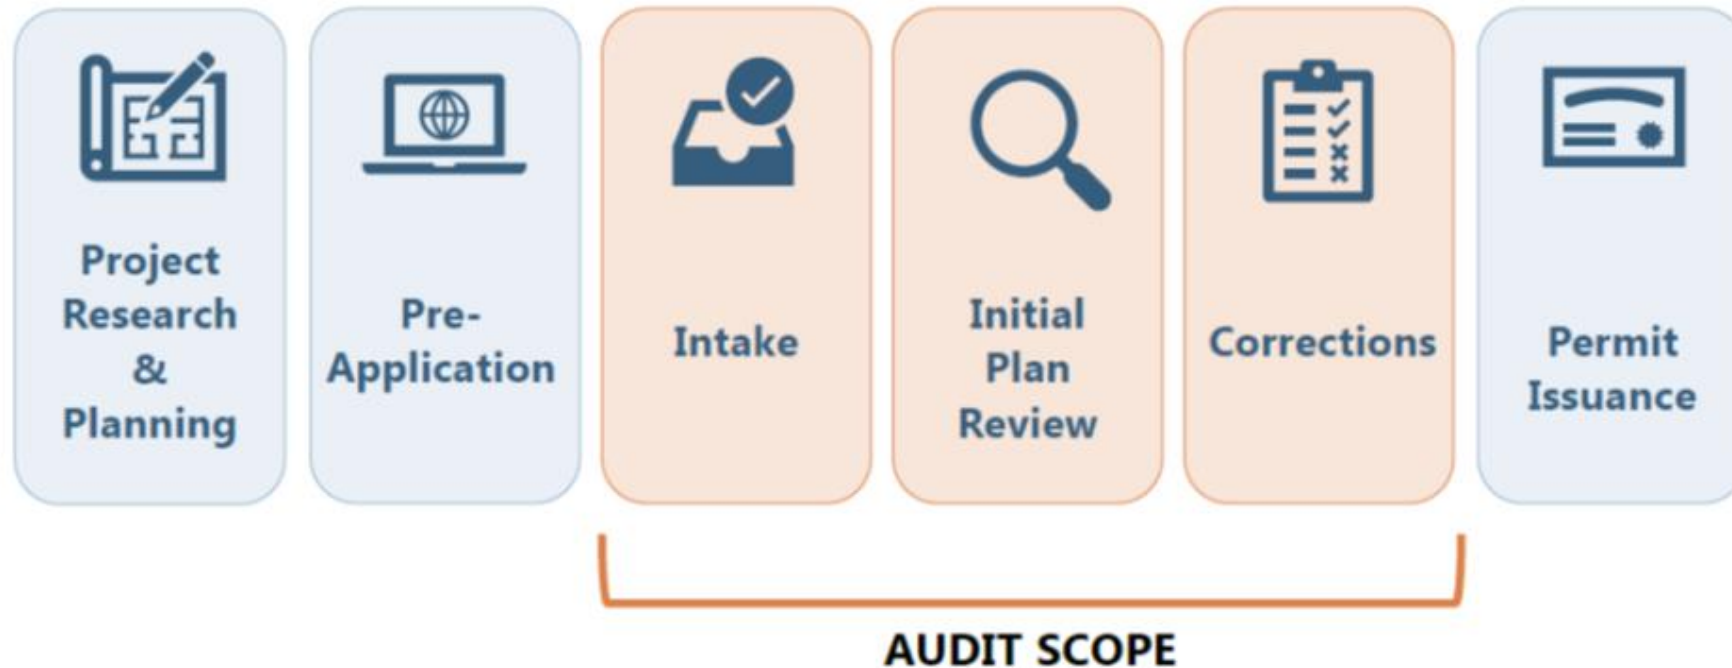 Project
Research
&
Planning
Pre-
Application
Intake
Initial
Plan
Review
Corrections
Permit
Issuance
AUDIT SCOPE